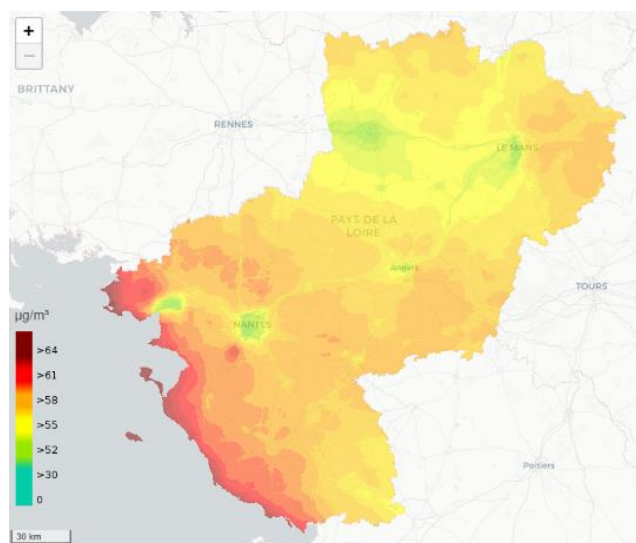 +
−
BRITTANY
RENNES
LE MANS
PAYS DE LA
LOIRE
Angers
TOURS
NANTES
µg/m³
>64
>61
>58
>55
>52
>30
0
Poitiers
30 km